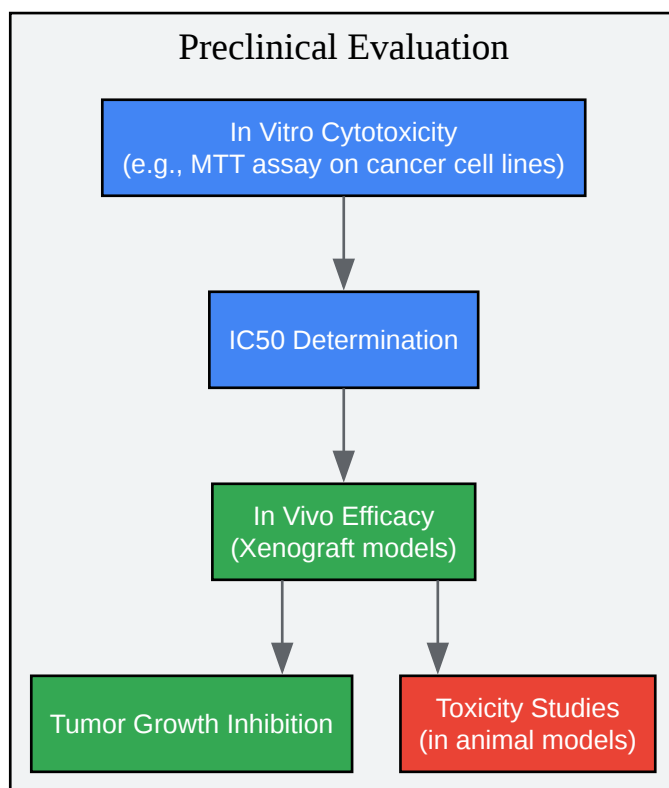 Preclinical Evaluation
In Vitro Cytotoxicity
(e.g., MTT assay on cancer cell lines)
IC50 Determination
In Vivo Efficacy
(Xenograft models)
Tumor Growth Inhibition
Toxicity Studies
(in animal models)